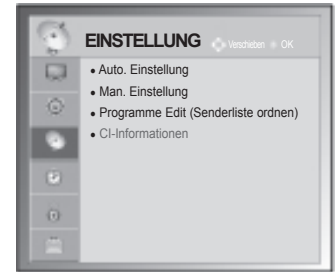 EINSTELLUNG Verschieben OK
• Auto. Einstellung
• Man. Einstellung
• Programme Edit (Senderliste ordnen)
• CI-Informationen